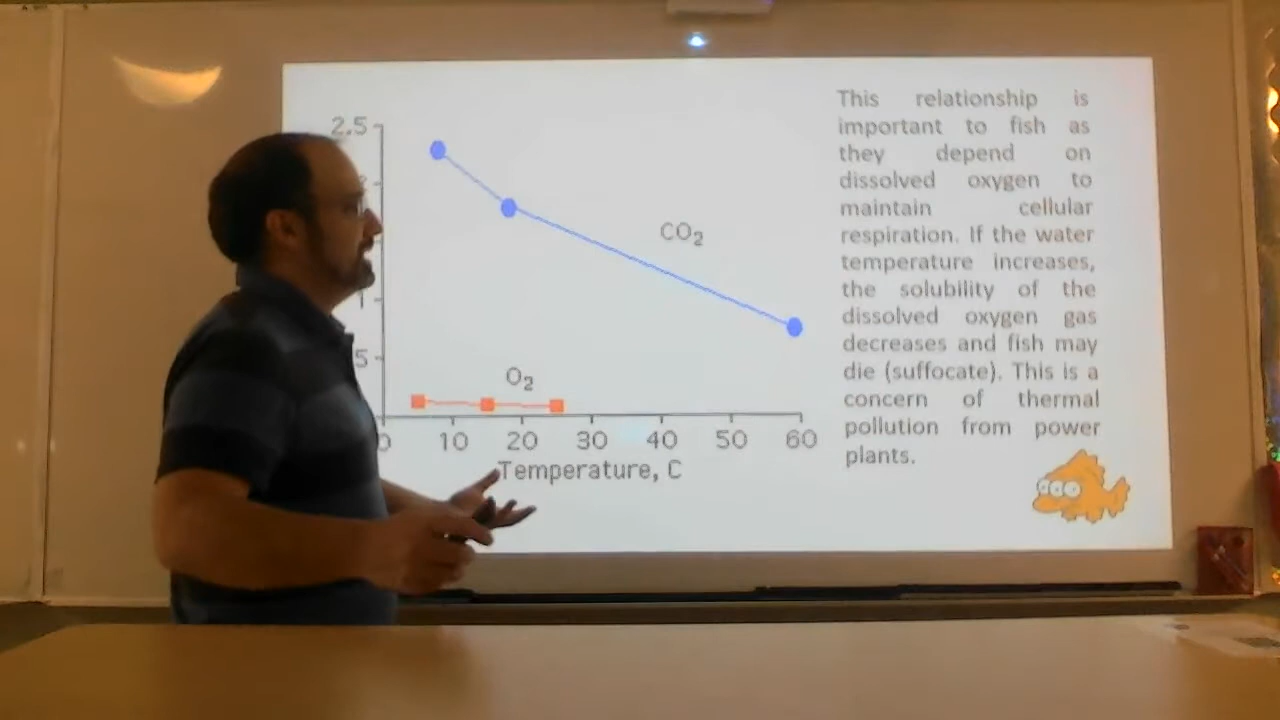 2.5
CO2
1
5
O2
0 10 20 30 40 50 60
Temperature, C
This relationship is
important to fish as
they depend on
dissolved oxygen to
maintain cellular
respiration. If the water
temperature increases,
the solubility of the
dissolved oxygen gas
decreases and fish may
die (suffocate). This is a
concern of thermal
pollution from power
plants.